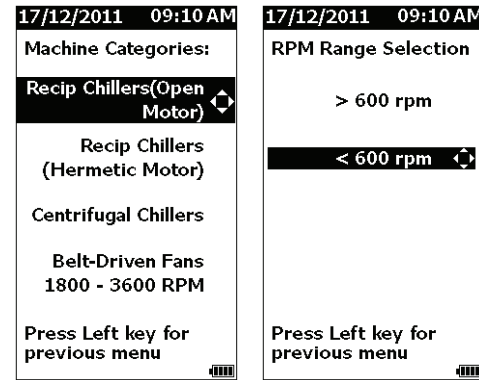 17/12/2011 09:10 AM
Machine Categories:
Recip Chillers(Open
Motor)
Recip Chillers
(Hermetic Motor)
Centrifugal Chillers
Belt-Driven Fans
1800 - 3600 RPM
Press Left key for
previous menu
17/12/2011 09:10 AM
RPM Range Selection
> 600 rpm
< 600 rpm
Press Left key for
previous menu